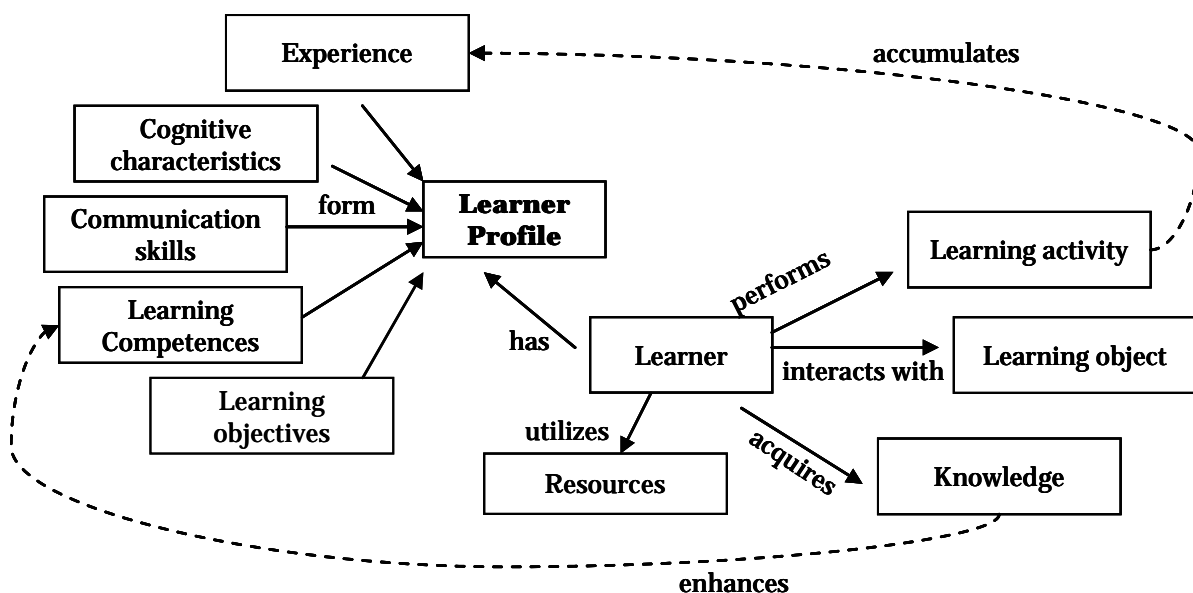 Experience
accumulates
Cognitive
characteristics
form
Communication
skills
Learner
Profile
Learning activity
performs
Learning
Competences
has
Learner
interacts with
Learning object
Learning
objectives
utilizes
acquires
Resources
Knowledge
enhances